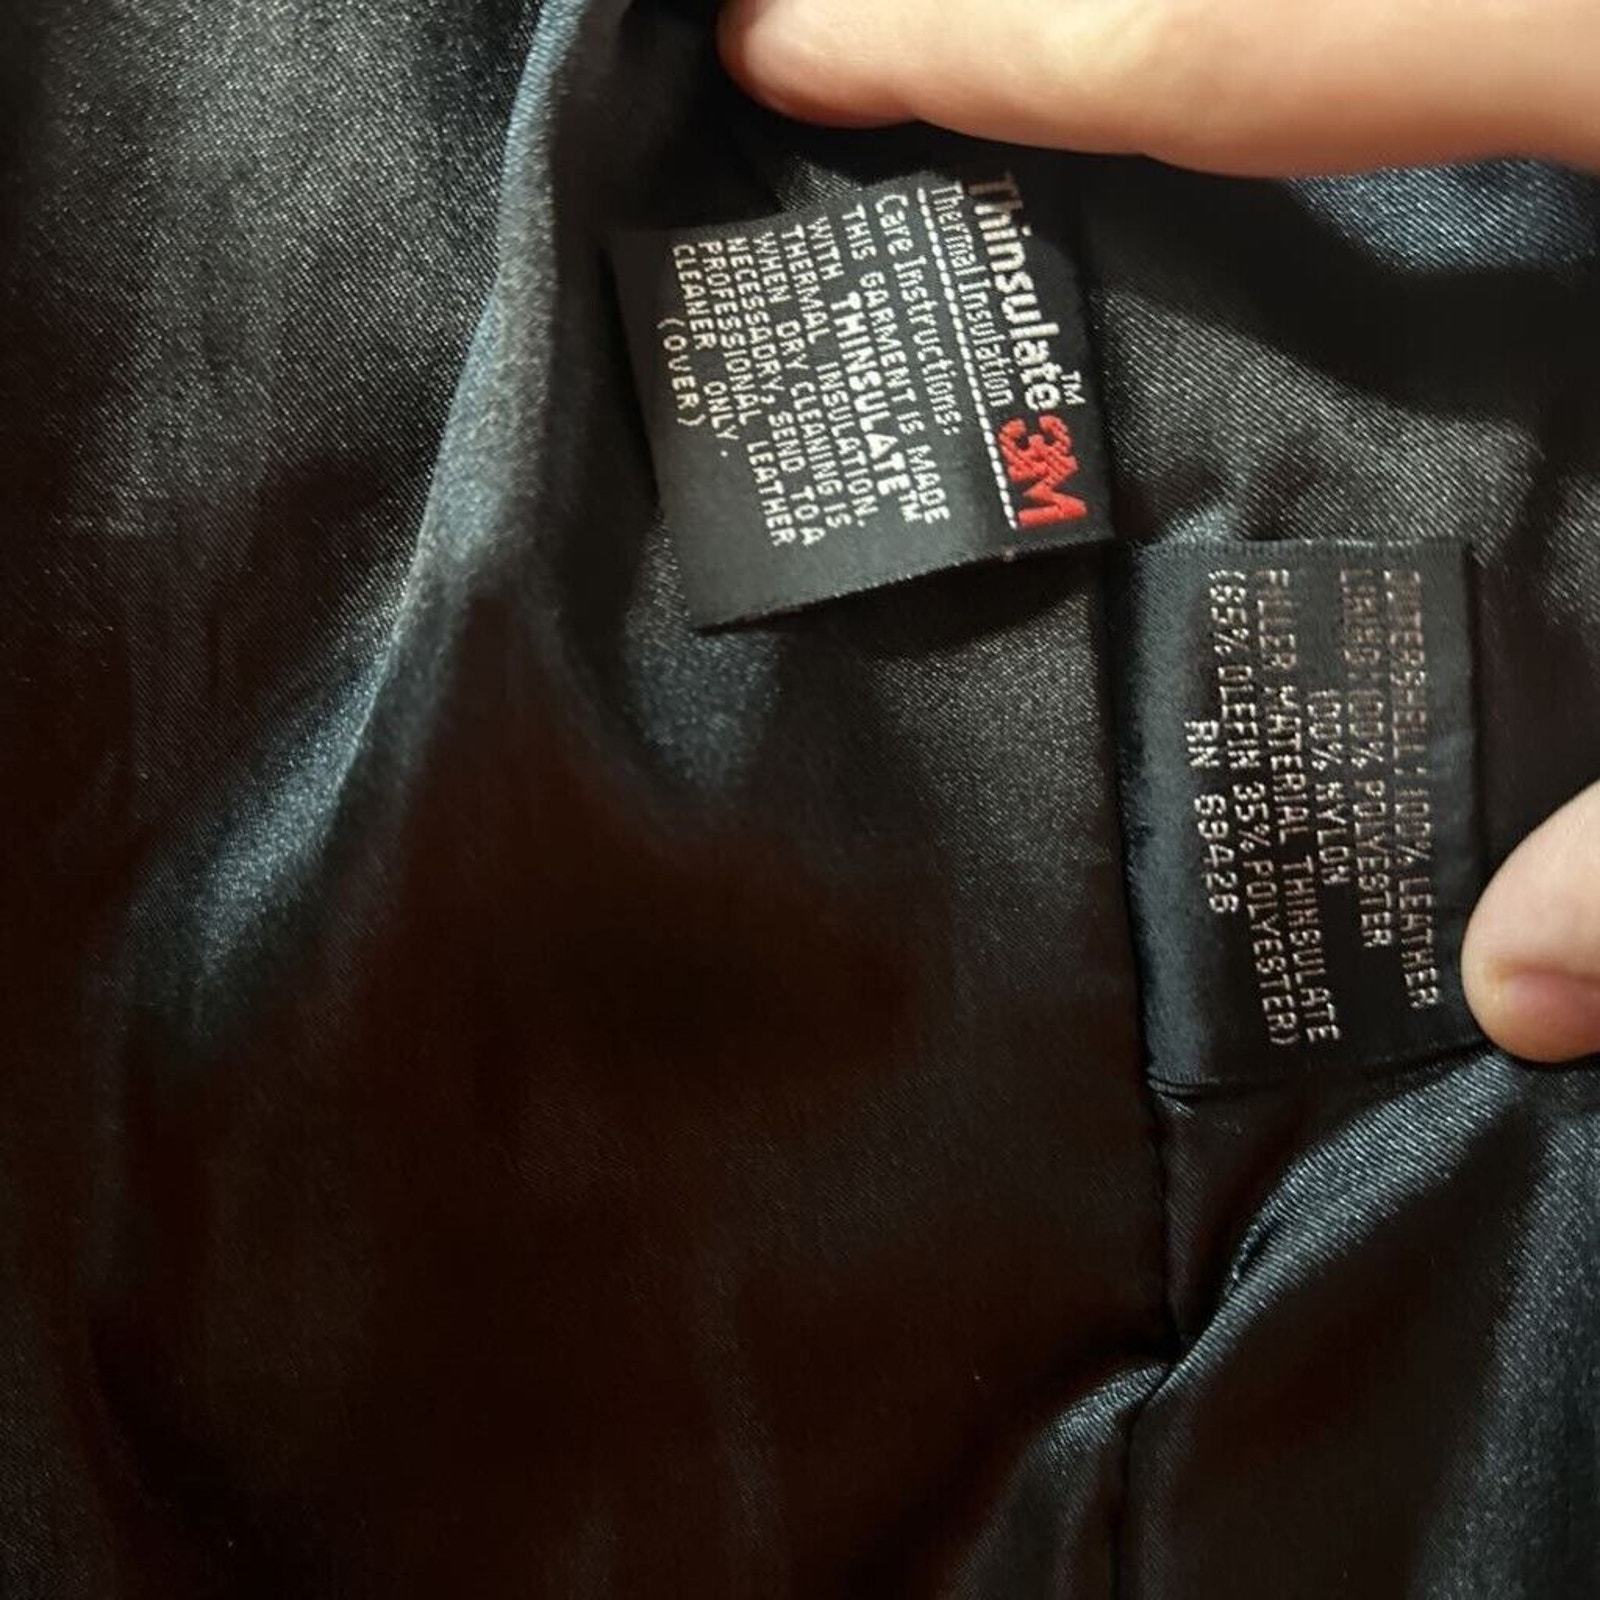 Thinsulate™ 3M
Thermal Insulation
Care Instructions:
THIS GARMENT IS MADE
WITH THINSULATE™
THERMAL INSULATION.
WHEN DRY CLEANING IS
NECESSADRY, SEND TO A
PROFESSIONAL LEATHER
CLEANER ONLY.
(OVER)
OUTERSHELL/100% LEATHER
LINING:100% POLYESTER
100% NYLON
FILLER MATERIAL THINSULATE
(65% OLEFIN 35% POLYESTER)
RN 69426